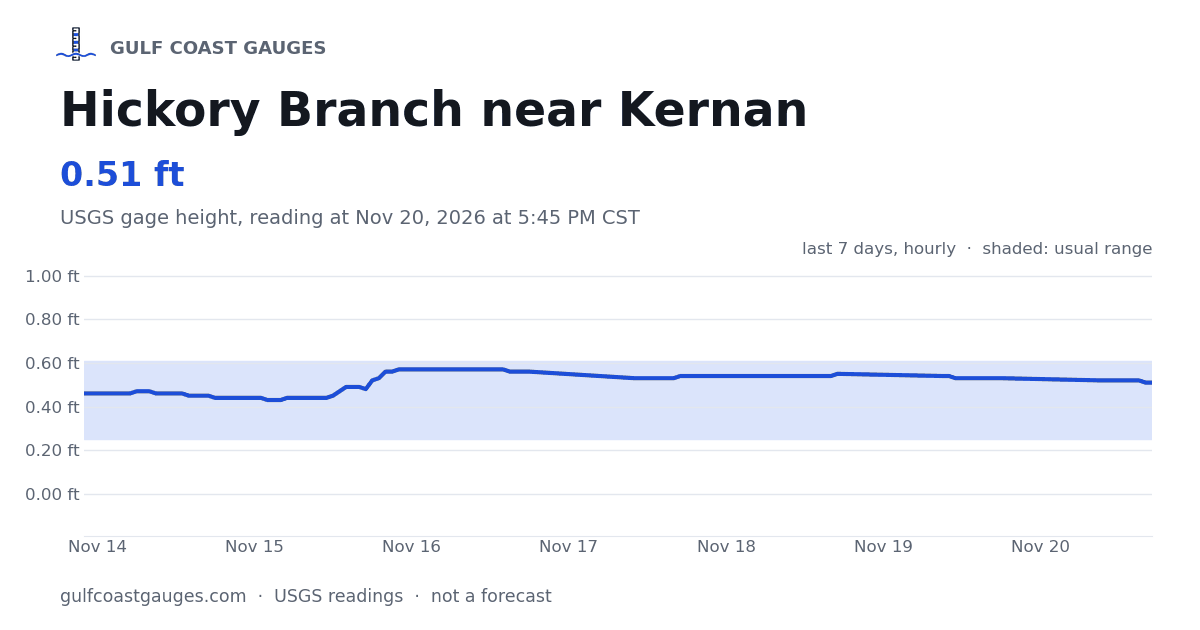 GULF COAST GAUGES
Hickory Branch near Kernan
0.51 ft
USGS gage height, reading at Nov 20, 2026 at 5:45 PM CST
last 7 days, hourly · shaded: usual range
1.00 ft
0.80 ft
0.60 ft
0.40 ft
0.20 ft
0.00 ft
Nov 14 Nov 15 Nov 16 Nov 17 Nov 18 Nov 19 Nov 20
gulfcoastgauges.com · USGS readings · not a forecast